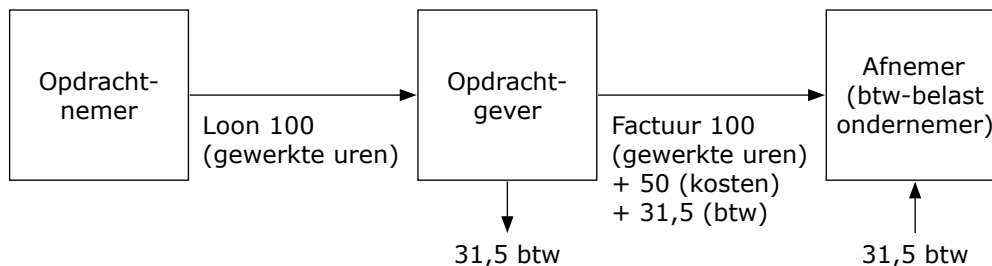 Opdracht-
nemer
Loon 100
(gewerkte uren)
Opdracht-
gever
Factuur 100
(gewerkte uren)
+ 50 (kosten)
+ 31,5 (btw)
Afnemer
(btw-belast
ondernemer)
31,5 btw
31,5 btw